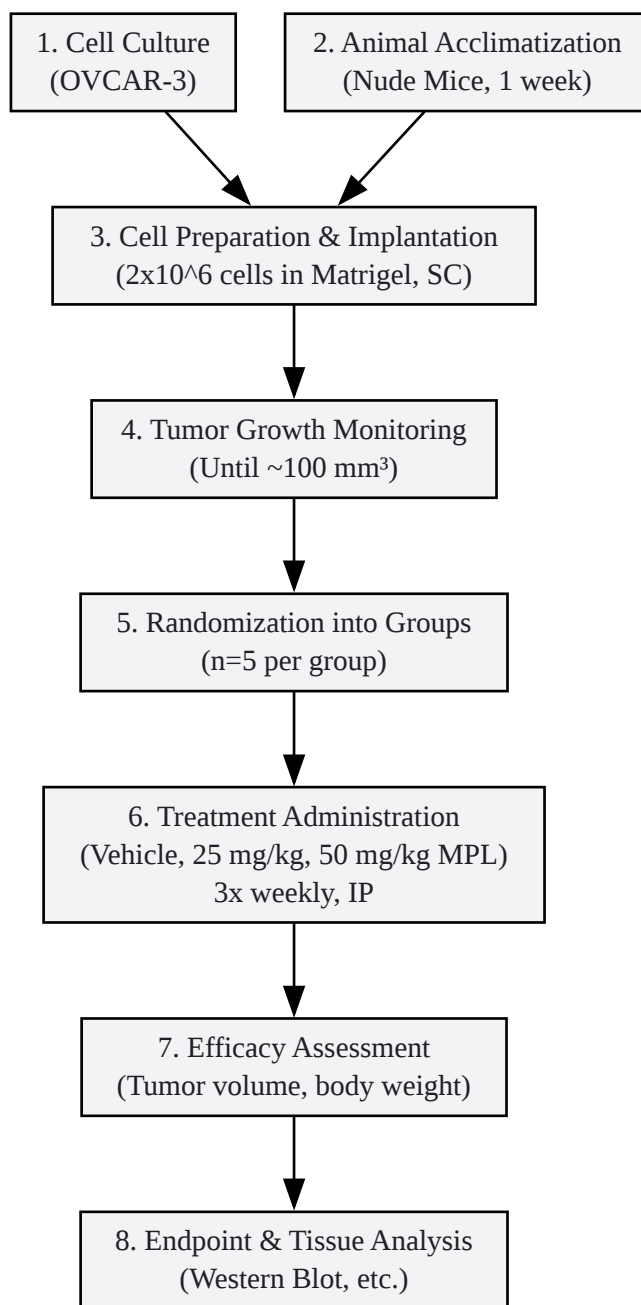 1. Cell Culture
(OVCAR-3)
2. Animal Acclimatization
(Nude Mice, 1 week)
3. Cell Preparation & Implantation
(2x10^6 cells in Matrigel, SC)
4. Tumor Growth Monitoring
(Until ~100 mm³)
5. Randomization into Groups
(n=5 per group)
6. Treatment Administration
(Vehicle, 25 mg/kg, 50 mg/kg MPL)
3x weekly, IP
7. Efficacy Assessment
(Tumor volume, body weight)
8. Endpoint & Tissue Analysis
(Western Blot, etc.)